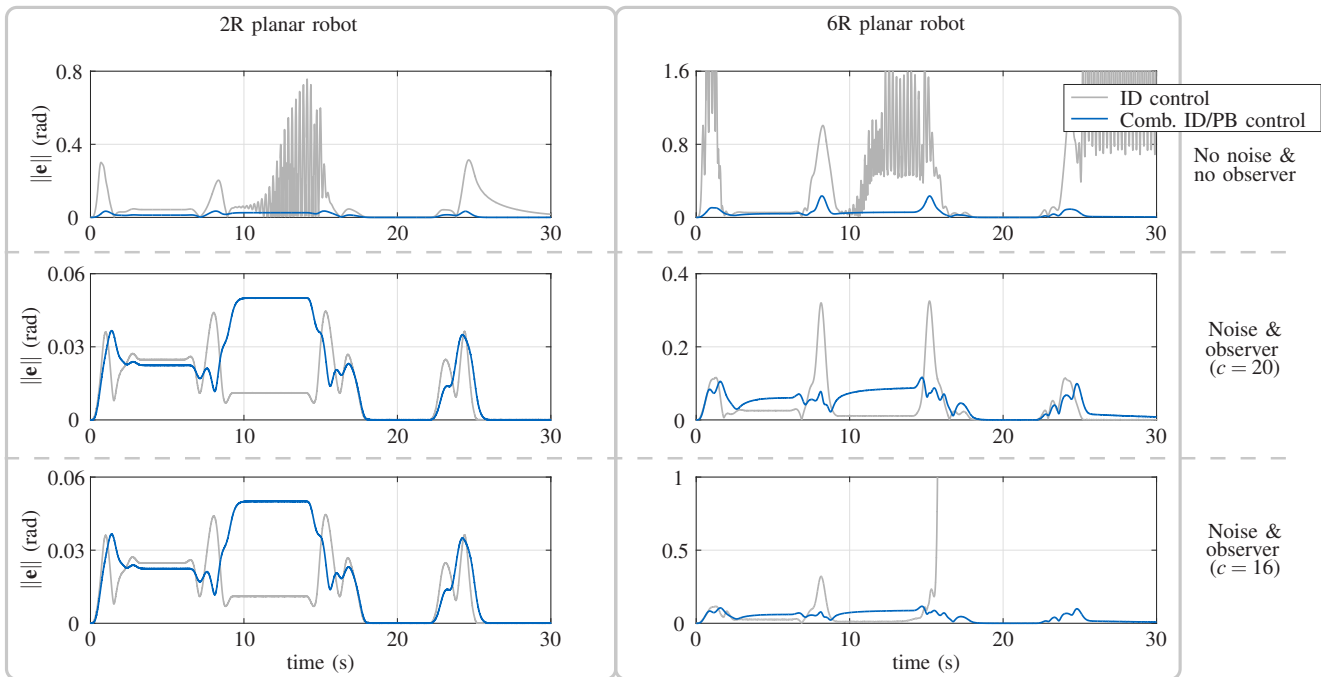 2R planar robot
6R planar robot
||e|| (rad)
0.8
0.4
0
0 10 20 30
1.6
0.8
0
0 10 20 30
ID control
Comb. ID/PB control
No noise &
no observer
||e|| (rad)
0.06
0.03
0
0 10 20 30
0.4
0.2
0
0 10 20 30
Noise &
observer
(c = 20)
||e|| (rad)
0.06
0.03
0
0 10 20 30
time (s)
1
0.5
0
0 10 20 30
time (s)
Noise &
observer
(c = 16)